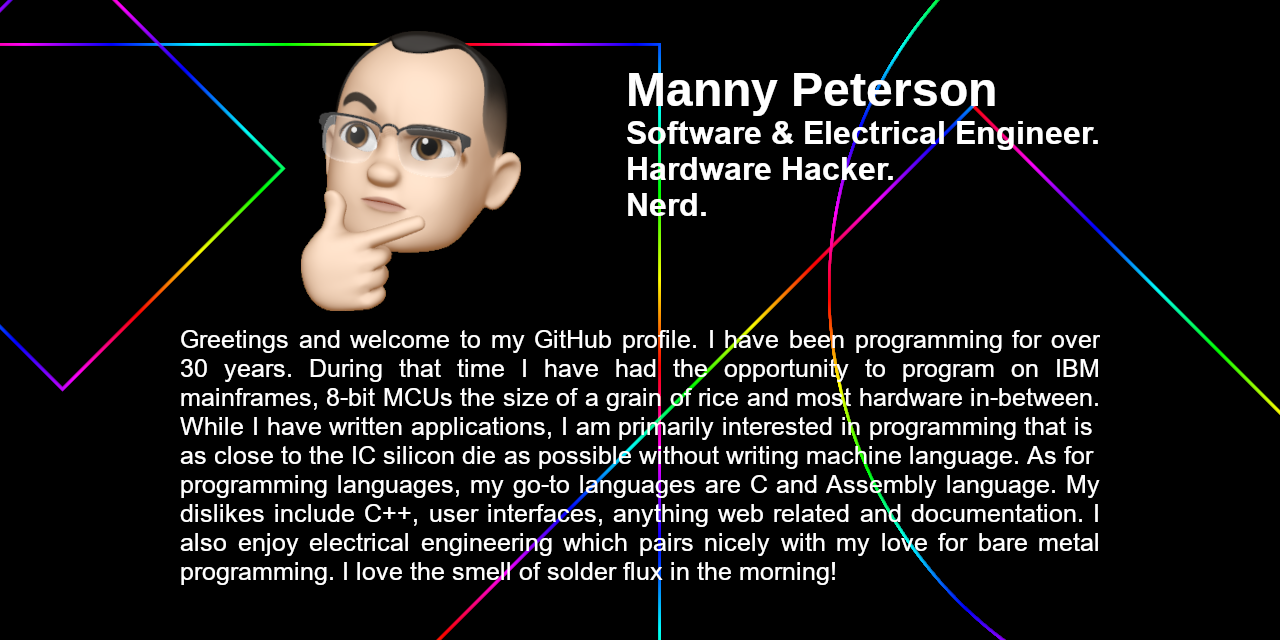 Manny Peterson
Software & Electrical Engineer.
Hardware Hacker.
Nerd.
Greetings and welcome to my GitHub profile. I have been programming for over
30 years. During that time I have had the opportunity to program on IBM
mainframes, 8-bit MCUs the size of a grain of rice and most hardware in-between.
While I have written applications, I am primarily interested in programming that is
as close to the IC silicon die as possible without writing machine language. As for
programming languages, my go-to languages are C and Assembly language. My
dislikes include C++, user interfaces, anything web related and documentation. I
also enjoy electrical engineering which pairs nicely with my love for bare metal
programming. I love the smell of solder flux in the morning!